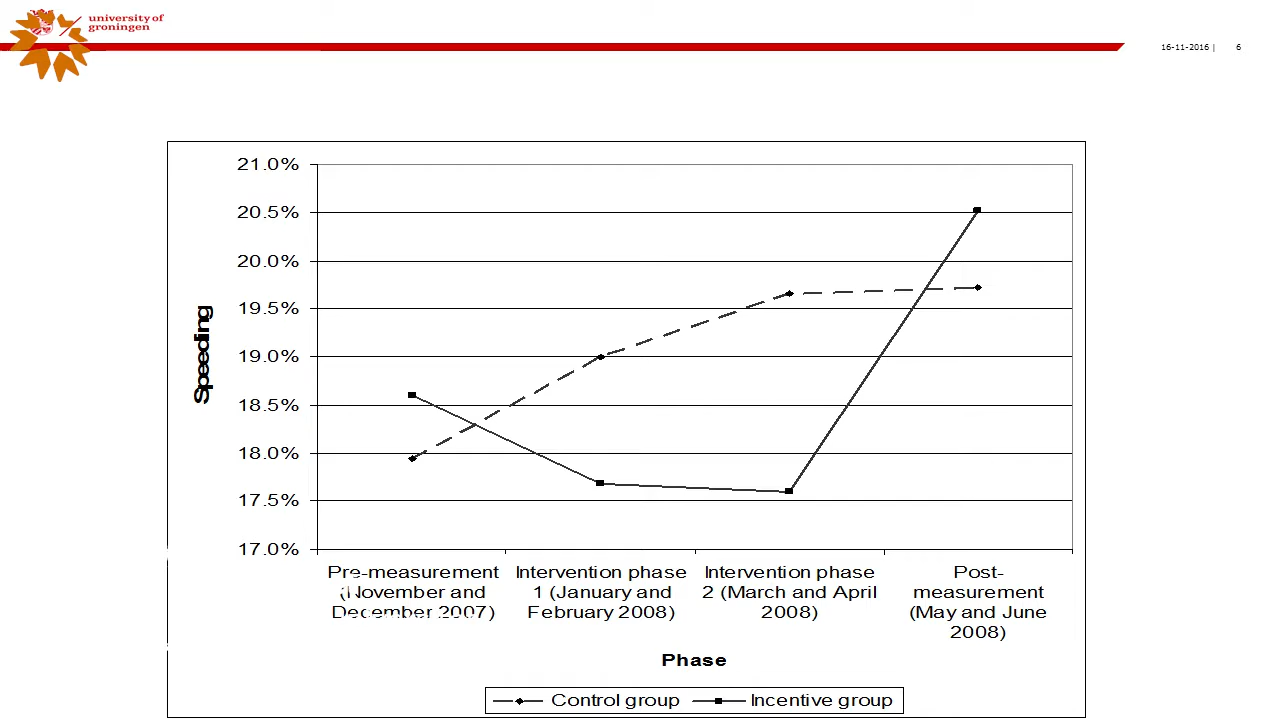 university of
groningen
16-11-2016 | 6
21.0%
20.5%
20.0%
19.5%
19.0%
18.5%
18.0%
17.5%
17.0%
Speeding
Pre-measurement
(November and
December 2007)
Intervention phase
1 (January and
February 2008)
Intervention phase
2 (March and April
2008)
Post-
measurement
(May and June
2008)
Phase
Control group
Incentive group